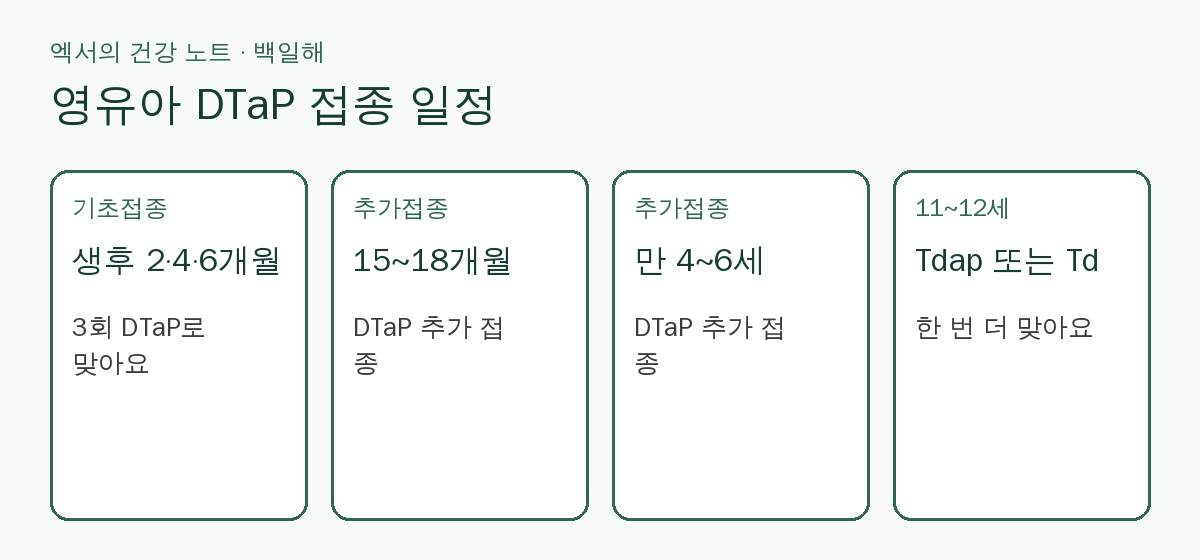 엑서의 건강 노트 · 백일해
영유아 DTaP 접종 일정
기초접종
생후 2·4·6개월
3회 DTaP로
맞아요
추가접종
15~18개월
DTaP 추가 접
종
추가접종
만 4~6세
DTaP 추가 접
종
11~12세
Tdap 또는 Td
한 번 더 맞아요